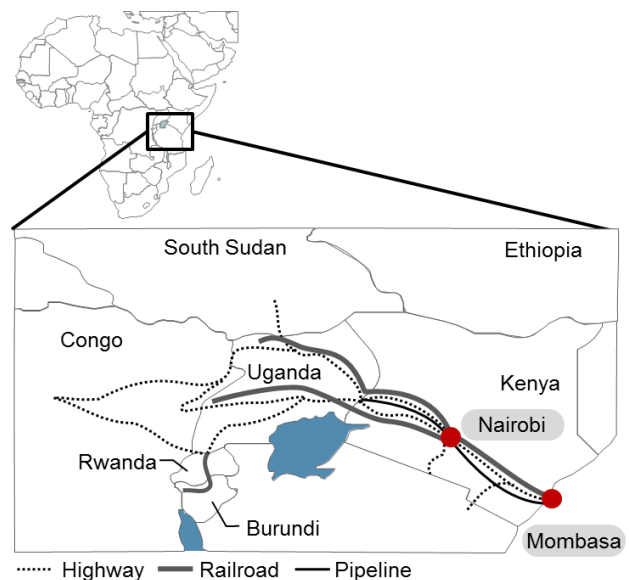 South Sudan
Ethiopia
Congo
Uganda
Kenya
Nairobi
Rwanda
Burundi
Mombasa
Highway Railroad Pipeline